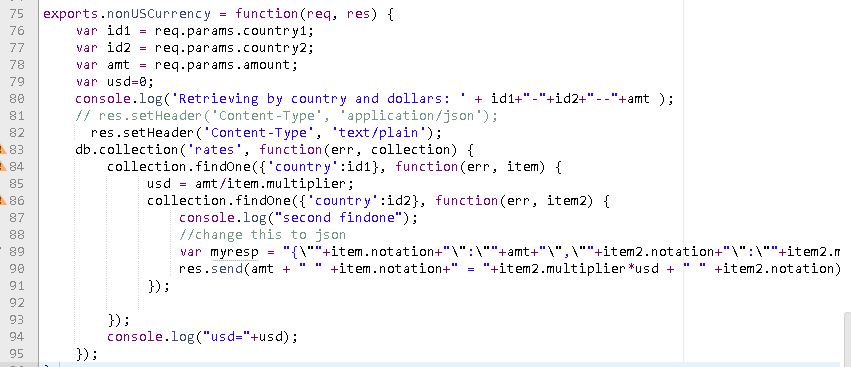 75 exports.nonUSCurrency = function(req, res) {
76 var id1 = req.params.country1;
77 var id2 = req.params.country2;
78 var amt = req.params.amount;
79 var usd=0;
80 console.log('Retrieving by country and dollars: ' + id1+"-"+id2+"--"+amt );
81 // res.setHeader('Content-Type', 'application/json');
82 res.setHeader('Content-Type', 'text/plain');
83 db.collection('rates', function(err, collection) {
84 collection.findOne({'country':id1}, function(err, item) {
85 usd = amt/item.multiplier;
86 collection.findOne({'country':id2}, function(err, item2) {
87 console.log("second findone");
88 //change this to json
89 var myresp = "{\""+item.notation+"\":\""+amt+"\",\""+item2.notation+"\":\""+item2.m
90 res.send(amt + " " +item.notation+" = "+item2.multiplier*usd + " " +item2.notation)
91 });
92
93 });
94 console.log("usd="+usd);
95 });